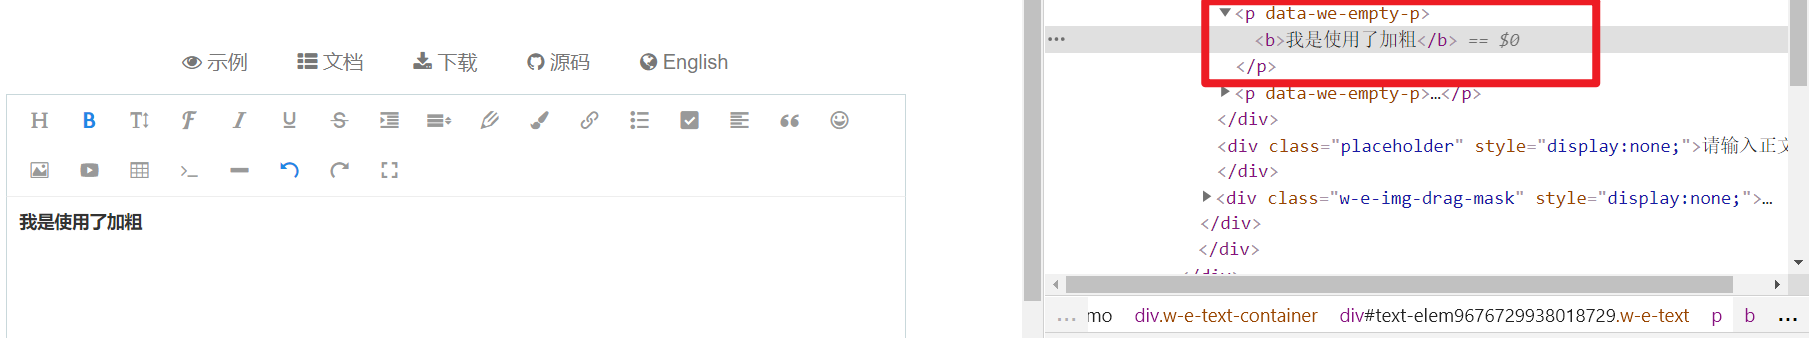 示例 文档 下载 源码 English
H B T F I U S
我是使用了加粗
▼<p data-we-empty-p>
... <b>我是使用了加粗</b> == $0
</p>
▶<p data-we-empty-p>…</p>
</div>
<div class="placeholder" style="display:none;">请输入正文
</div>
▶<div class="w-e-img-drag-mask" style="display:none;">…
</div>
</div>
</div>
... mo div.w-e-text-container div#text-elem9676729938018729.w-e-text p b ...